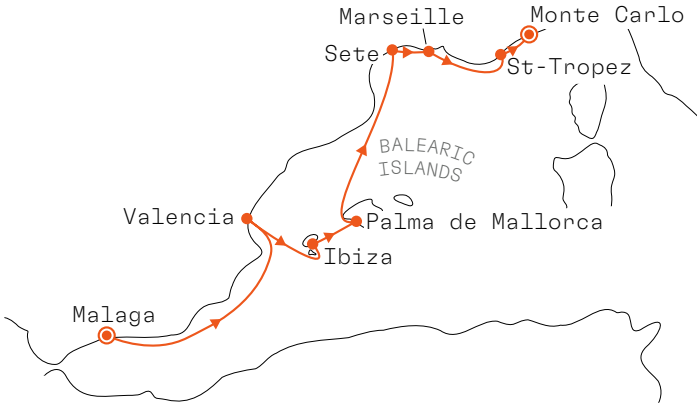 Monte Carlo
Marseille
Sete
St-Tropez
BALEARIC
ISLANDS
Valencia
Palma de Mallorca
Ibiza
Malaga